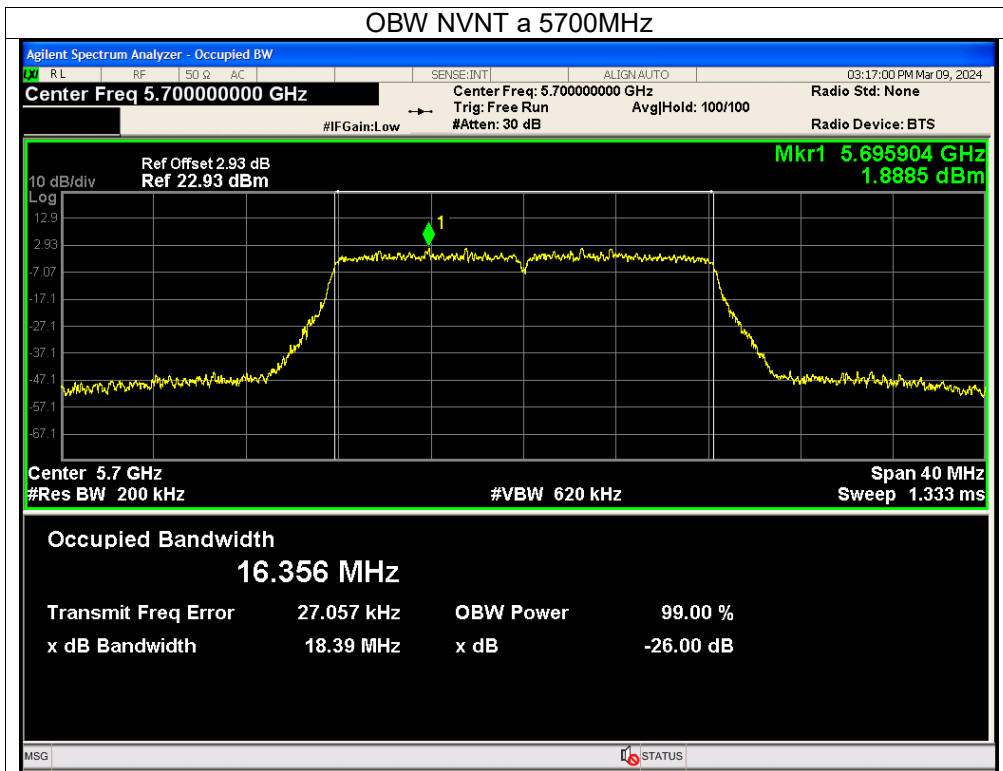 OBW NVNT a 5700MHz
Agilent Spectrum Analyzer - Occupied BW
LXI RL RF 50 Ω AC SENSE:INT ALIGN AUTO 03:17:00 PM Mar 09, 2024
Center Freq 5.700000000 GHz Center Freq: 5.700000000 GHz Radio Std: None
Trig: Free Run Avg|Hold: 100/100
#IFGain:Low #Atten: 30 dB Radio Device: BTS
Mkr1 5.695904 GHz
1.8885 dBm
Ref Offset 2.93 dB
10 dB/div Ref 22.93 dBm
Log
12.9
1
2.93
-7.07
-17.1
-27.1
-37.1
-47.1
-57.1
-67.1
Center 5.7 GHz Span 40 MHz
#Res BW 200 kHz #VBW 620 kHz Sweep 1.333 ms
Occupied Bandwidth
16.356 MHz
Transmit Freq Error 27.057 kHz OBW Power 99.00 %
x dB Bandwidth 18.39 MHz x dB -26.00 dB
MSG STATUS